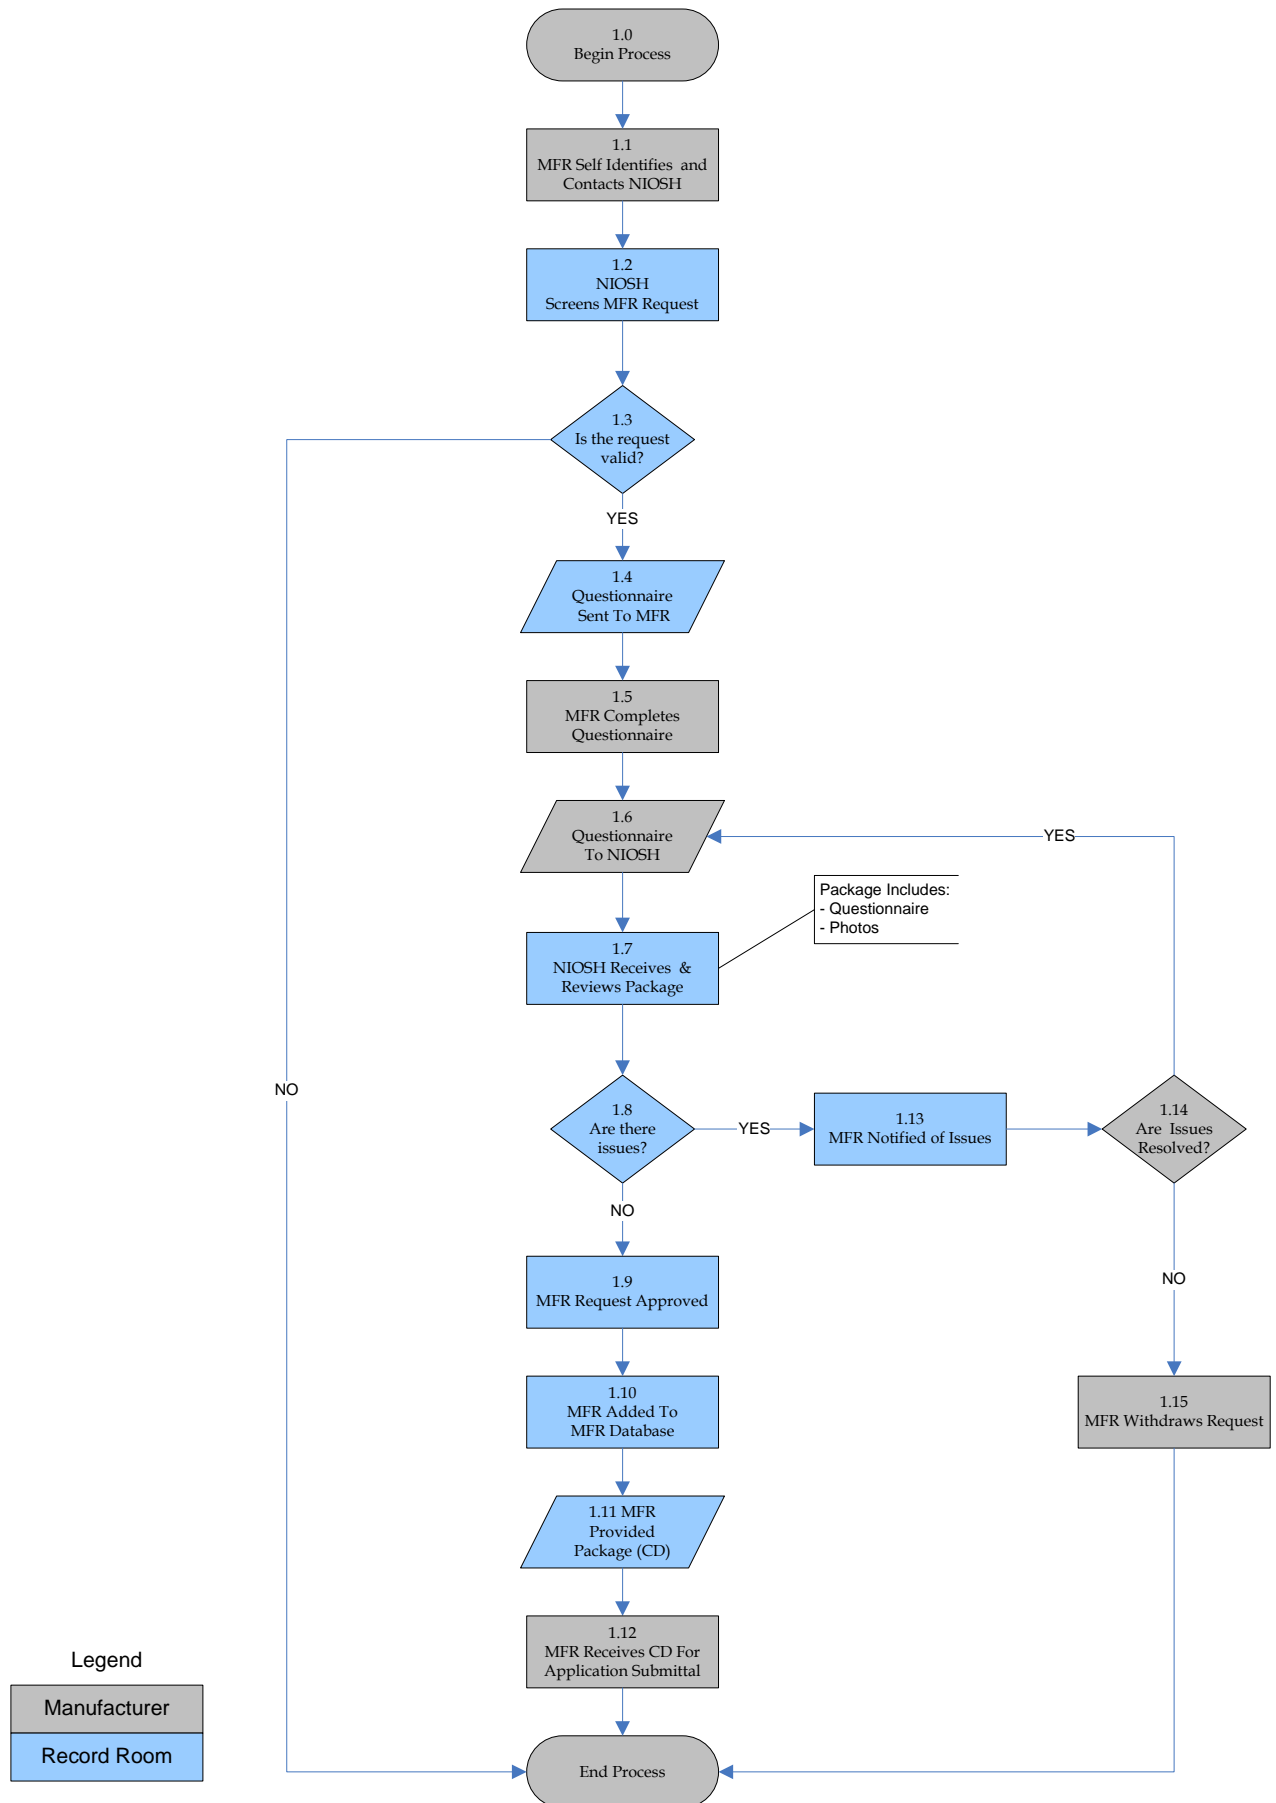 1.0
Begin Process
1.1
MFR Self Identifies and
Contacts NIOSH
1.2
NIOSH
Screens MFR Request
1.3
Is the request
valid?
YES
1.4
Questionnaire
Sent To MFR
1.5
MFR Completes
Questionnaire
1.6
Questionnaire
To NIOSH
YES
Package Includes:
- Questionnaire
- Photos
1.7
NIOSH Receives &
Reviews Package
NO
1.8
Are there
issues?
YES
1.13
MFR Notified of Issues
1.14
Are Issues
Resolved?
NO
NO
1.9
MFR Request Approved
1.10
MFR Added To
MFR Database
1.15
MFR Withdraws Request
1.11 MFR
Provided
Package (CD)
1.12
MFR Receives CD For
Application Submittal
Legend
Manufacturer
Record Room
End Process